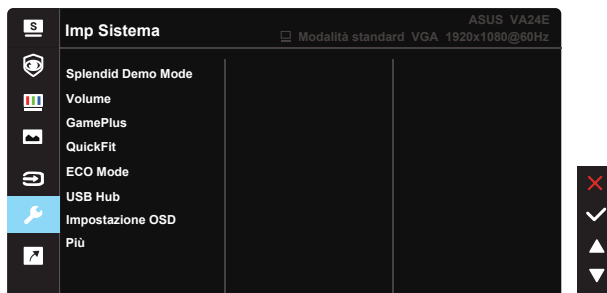 S
Imp Sistema
ASUS VA24E
Modalità standard VGA 1920x1080@60Hz
Splendid Demo Mode
Volume
GamePlus
QuickFit
ECO Mode
USB Hub
Impostazione OSD
Più